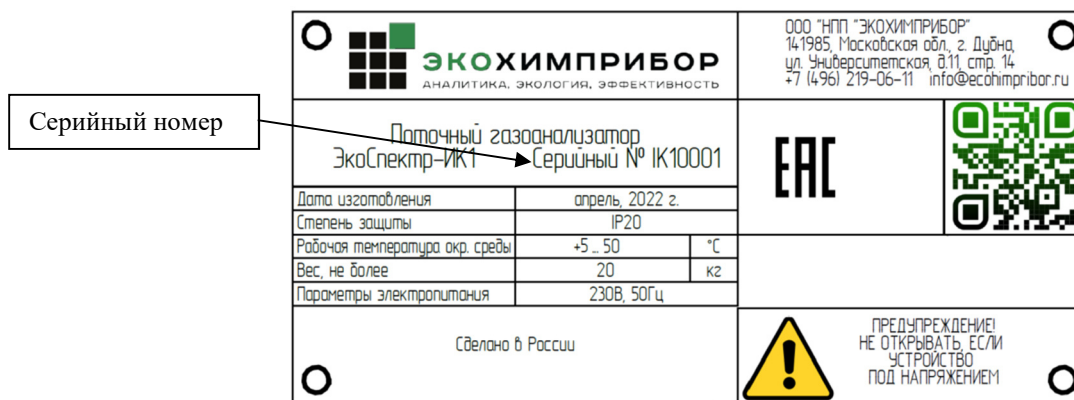 Серийный номер
ЭКОХИМПРИБОР
АНАЛИТИКА, ЭКОЛОГИЯ, ЭФФЕКТИВНОСТЬ
ООО "НПП "ЭКОХИМПРИБОР"
141985, Московская обл., г. Дубна,
ул. Университетская, д.11, стр. 14
+7 (496) 219-06-11 info@ecohimpribor.ru
Поточный газоанализатор
ЭкоСпектр-ИК1 Серийный № IK10001
EAC
Дата изготовления апрель, 2022 г.
Степень защиты IP20
Рабочая температура окр. среды +5 ... 50 °C
Вес, не более 20 кг
Параметры электропитания 230В, 50Гц
Сделано в России
ПРЕДУПРЕЖДЕНИЕ!
НЕ ОТКРЫВАТЬ, ЕСЛИ
УСТРОЙСТВО
ПОД НАПРЯЖЕНИЕМ